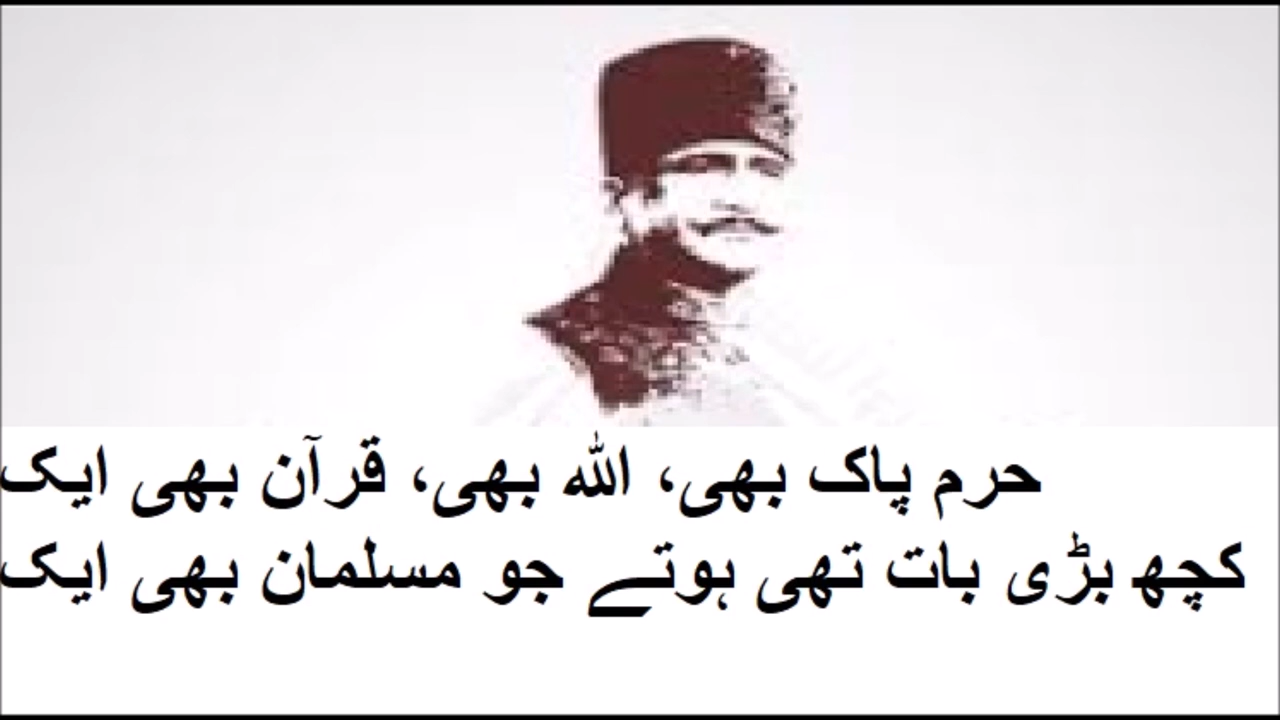 حرم پاک بھی، اللہ بھی، قرآن بھی ایک
کچھ بڑی بات تھی ہوتے جو مسلمان بھی ایک